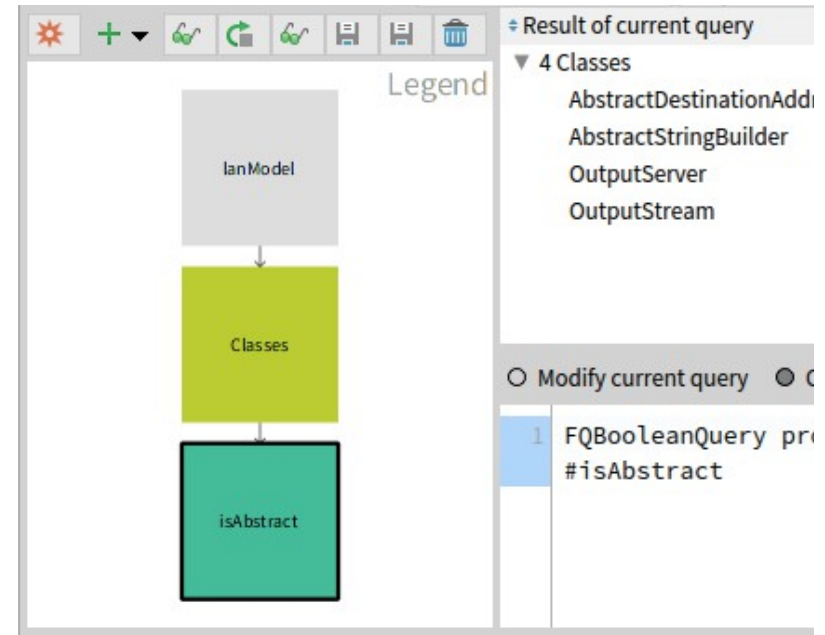 Legend
lanModel
Classes
isAbstract
Result of current query
4 Classes
AbstractStringBuilder
OutputServer
OutputStream
Modify current query
1 FQBooleanQuery
#isAbstract